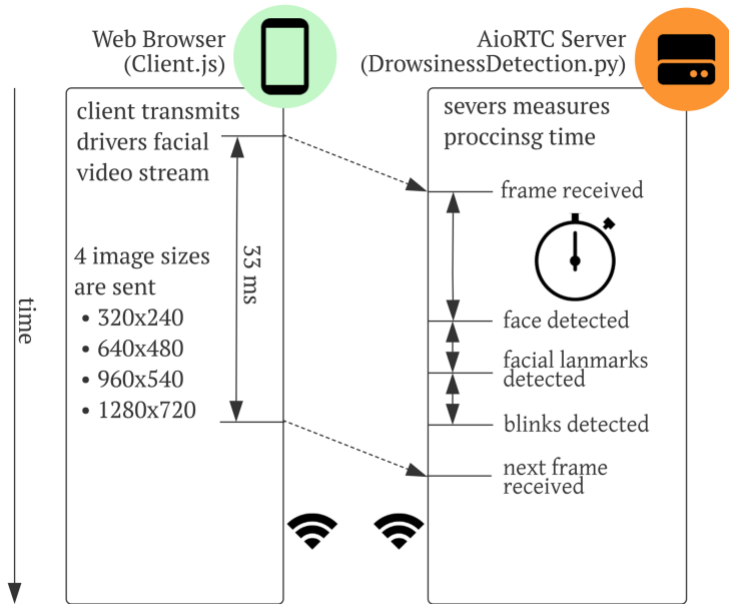 Web Browser
(Client.js)
AioRTC Server
(DrowsinessDetection.py)
client transmits
drivers facial
video stream
4 image sizes
are sent
• 320x240
• 640x480
• 960x540
• 1280x720
33 ms
time
severs measures
proccinsg time
frame received
face detected
facial lanmarks
detected
blinks detected
next frame
received